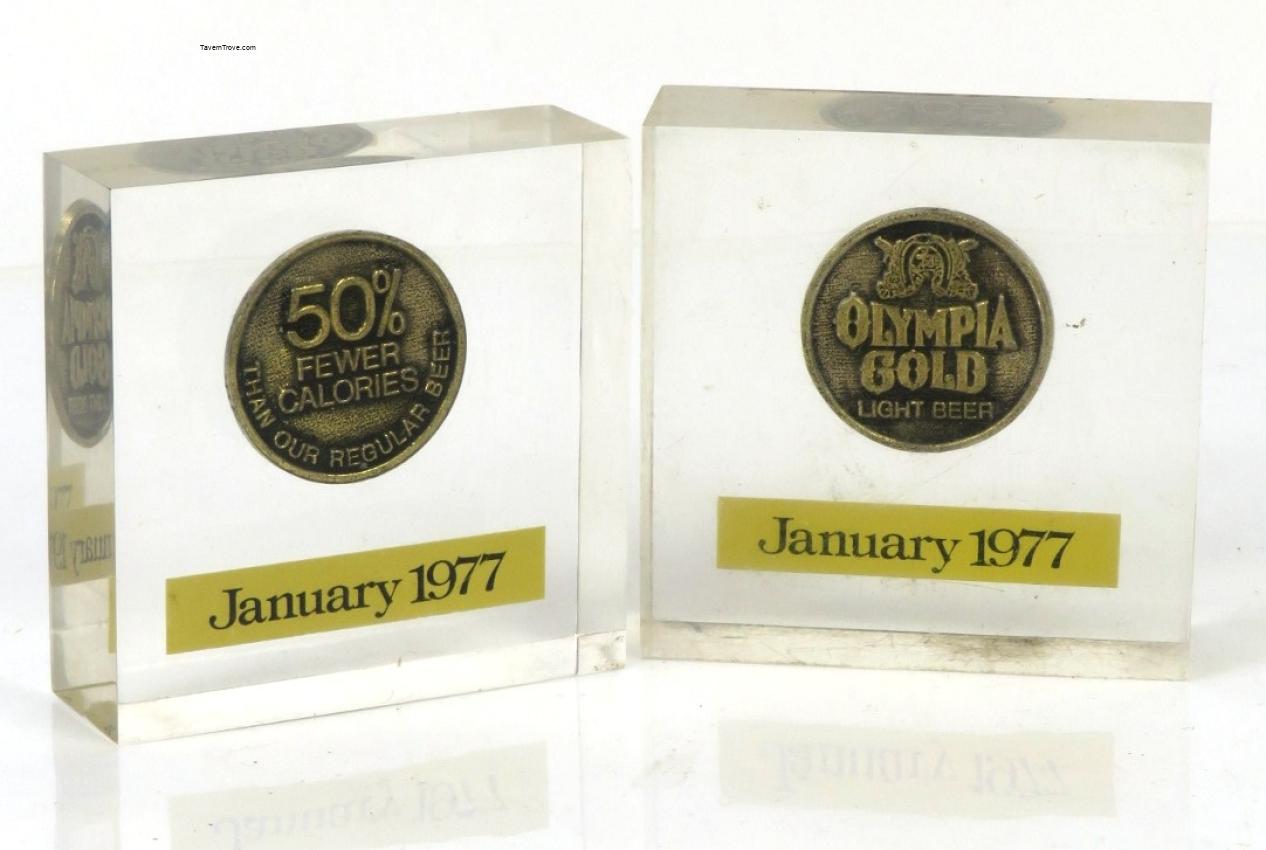 TavernTrove.com
50%
FEWER
CALORIES
THAN OUR REGULAR BEER
January 1977
OLYMPIA
GOLD
LIGHT BEER
January 1977